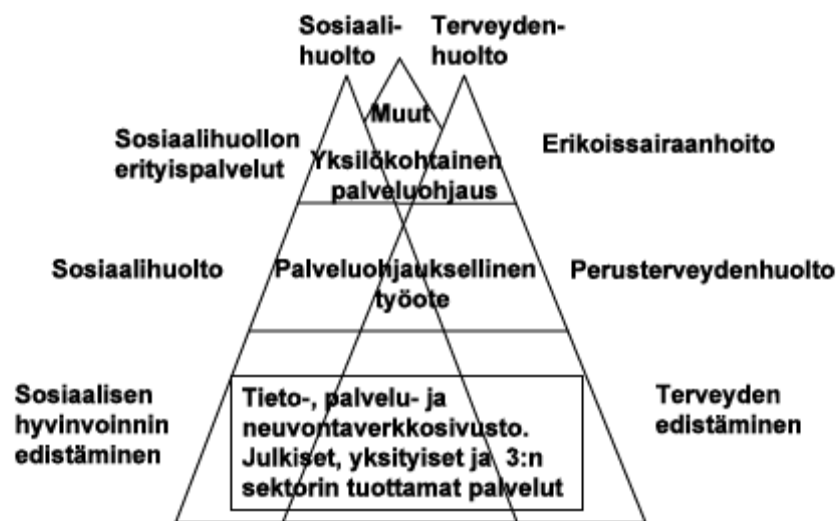 Sosiaali-
huolto
Terveyden-
huolto
Muut
Sosiaalihuollon
erityispalvelut
Yksilökohtainen
palveluohjaus
Erikoissairaanhoito
Sosiaalihuolto
Palveluohjauksellinen
työote
Perusterveydenhuolto
Sosiaalisen
hyvinvoinnin
edistäminen
Tieto-, palvelu- ja
neuvontaverkkosivusto.
Julkiset, yksityiset ja 3:n
sektorin tuottamat palvelut
Terveyden
edistäminen